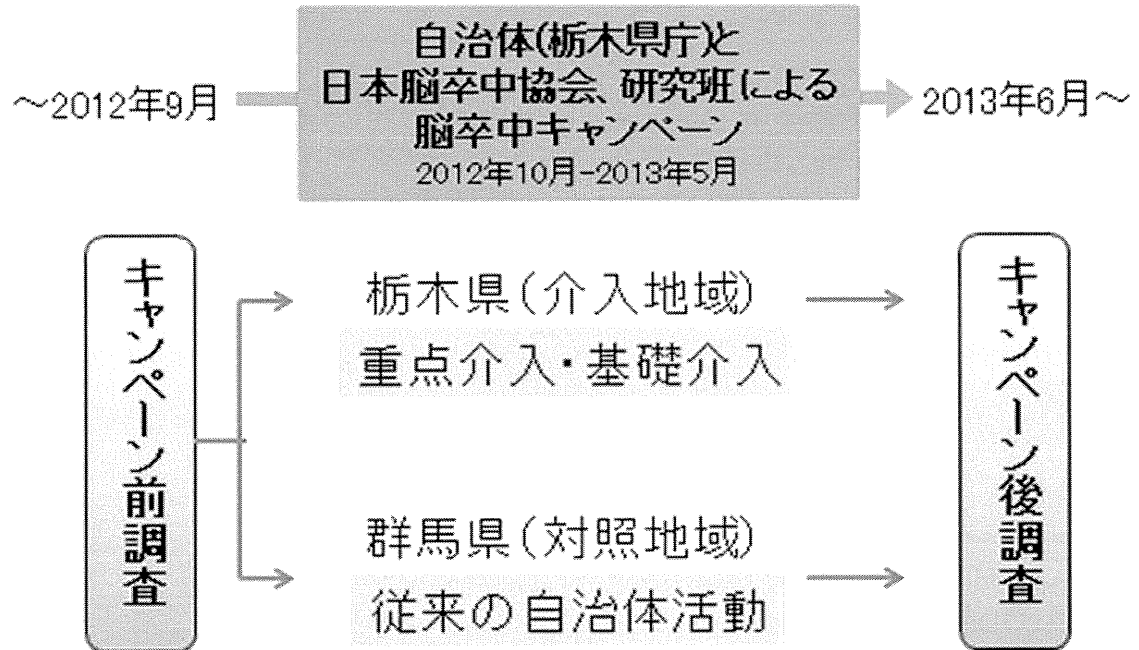 自治体(栃木県庁)と
日本脳卒中協会、研究班による
脳卒中キャンペーン
2012年10月-2013年5月
～2012年9月
2013年6月～
キャンペーン前調査
栃木県(介入地域)
重点介入・基礎介入
群馬県(対照地域)
従来の自治体活動
キャンペーン後調査